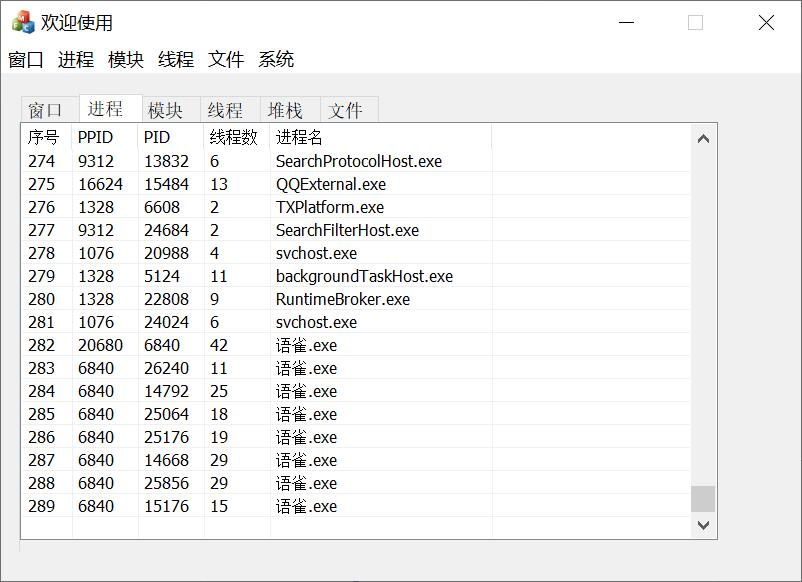 欢迎使用
窗口 进程 模块 线程 文件 系统
窗口 进程 模块 线程 堆栈 文件
序号 PPID PID 线程数 进程名
274 9312 13832 6 SearchProtocolHost.exe
275 16624 15484 13 QQExternal.exe
276 1328 6608 2 TXPlatform.exe
277 9312 24684 2 SearchFilterHost.exe
278 1076 20988 4 svchost.exe
279 1328 5124 11 backgroundTaskHost.exe
280 1328 22808 9 RuntimeBroker.exe
281 1076 24024 6 svchost.exe
282 20680 6840 42 语雀.exe
283 6840 26240 11 语雀.exe
284 6840 14792 25 语雀.exe
285 6840 25064 18 语雀.exe
286 6840 25176 19 语雀.exe
287 6840 14668 29 语雀.exe
288 6840 25856 29 语雀.exe
289 6840 15176 15 语雀.exe